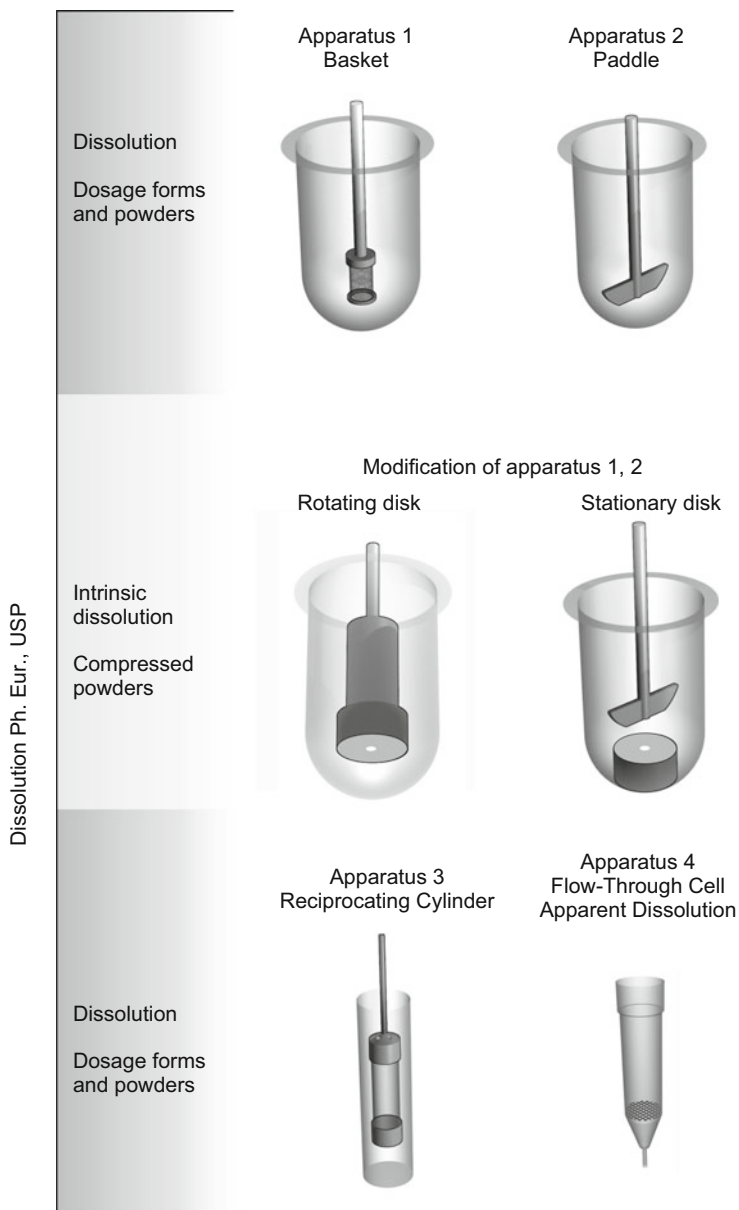 Dissolution Ph. Eur., USP
Apparatus 1
Basket
Apparatus 2
Paddle
Dissolution
Dosage forms
and powders
Modification of apparatus 1, 2
Rotating disk
Stationary disk
Intrinsic
dissolution
Compressed
powders
Apparatus 3
Reciprocating Cylinder
Apparatus 4
Flow-Through Cell
Apparent Dissolution
Dissolution
Dosage forms
and powders